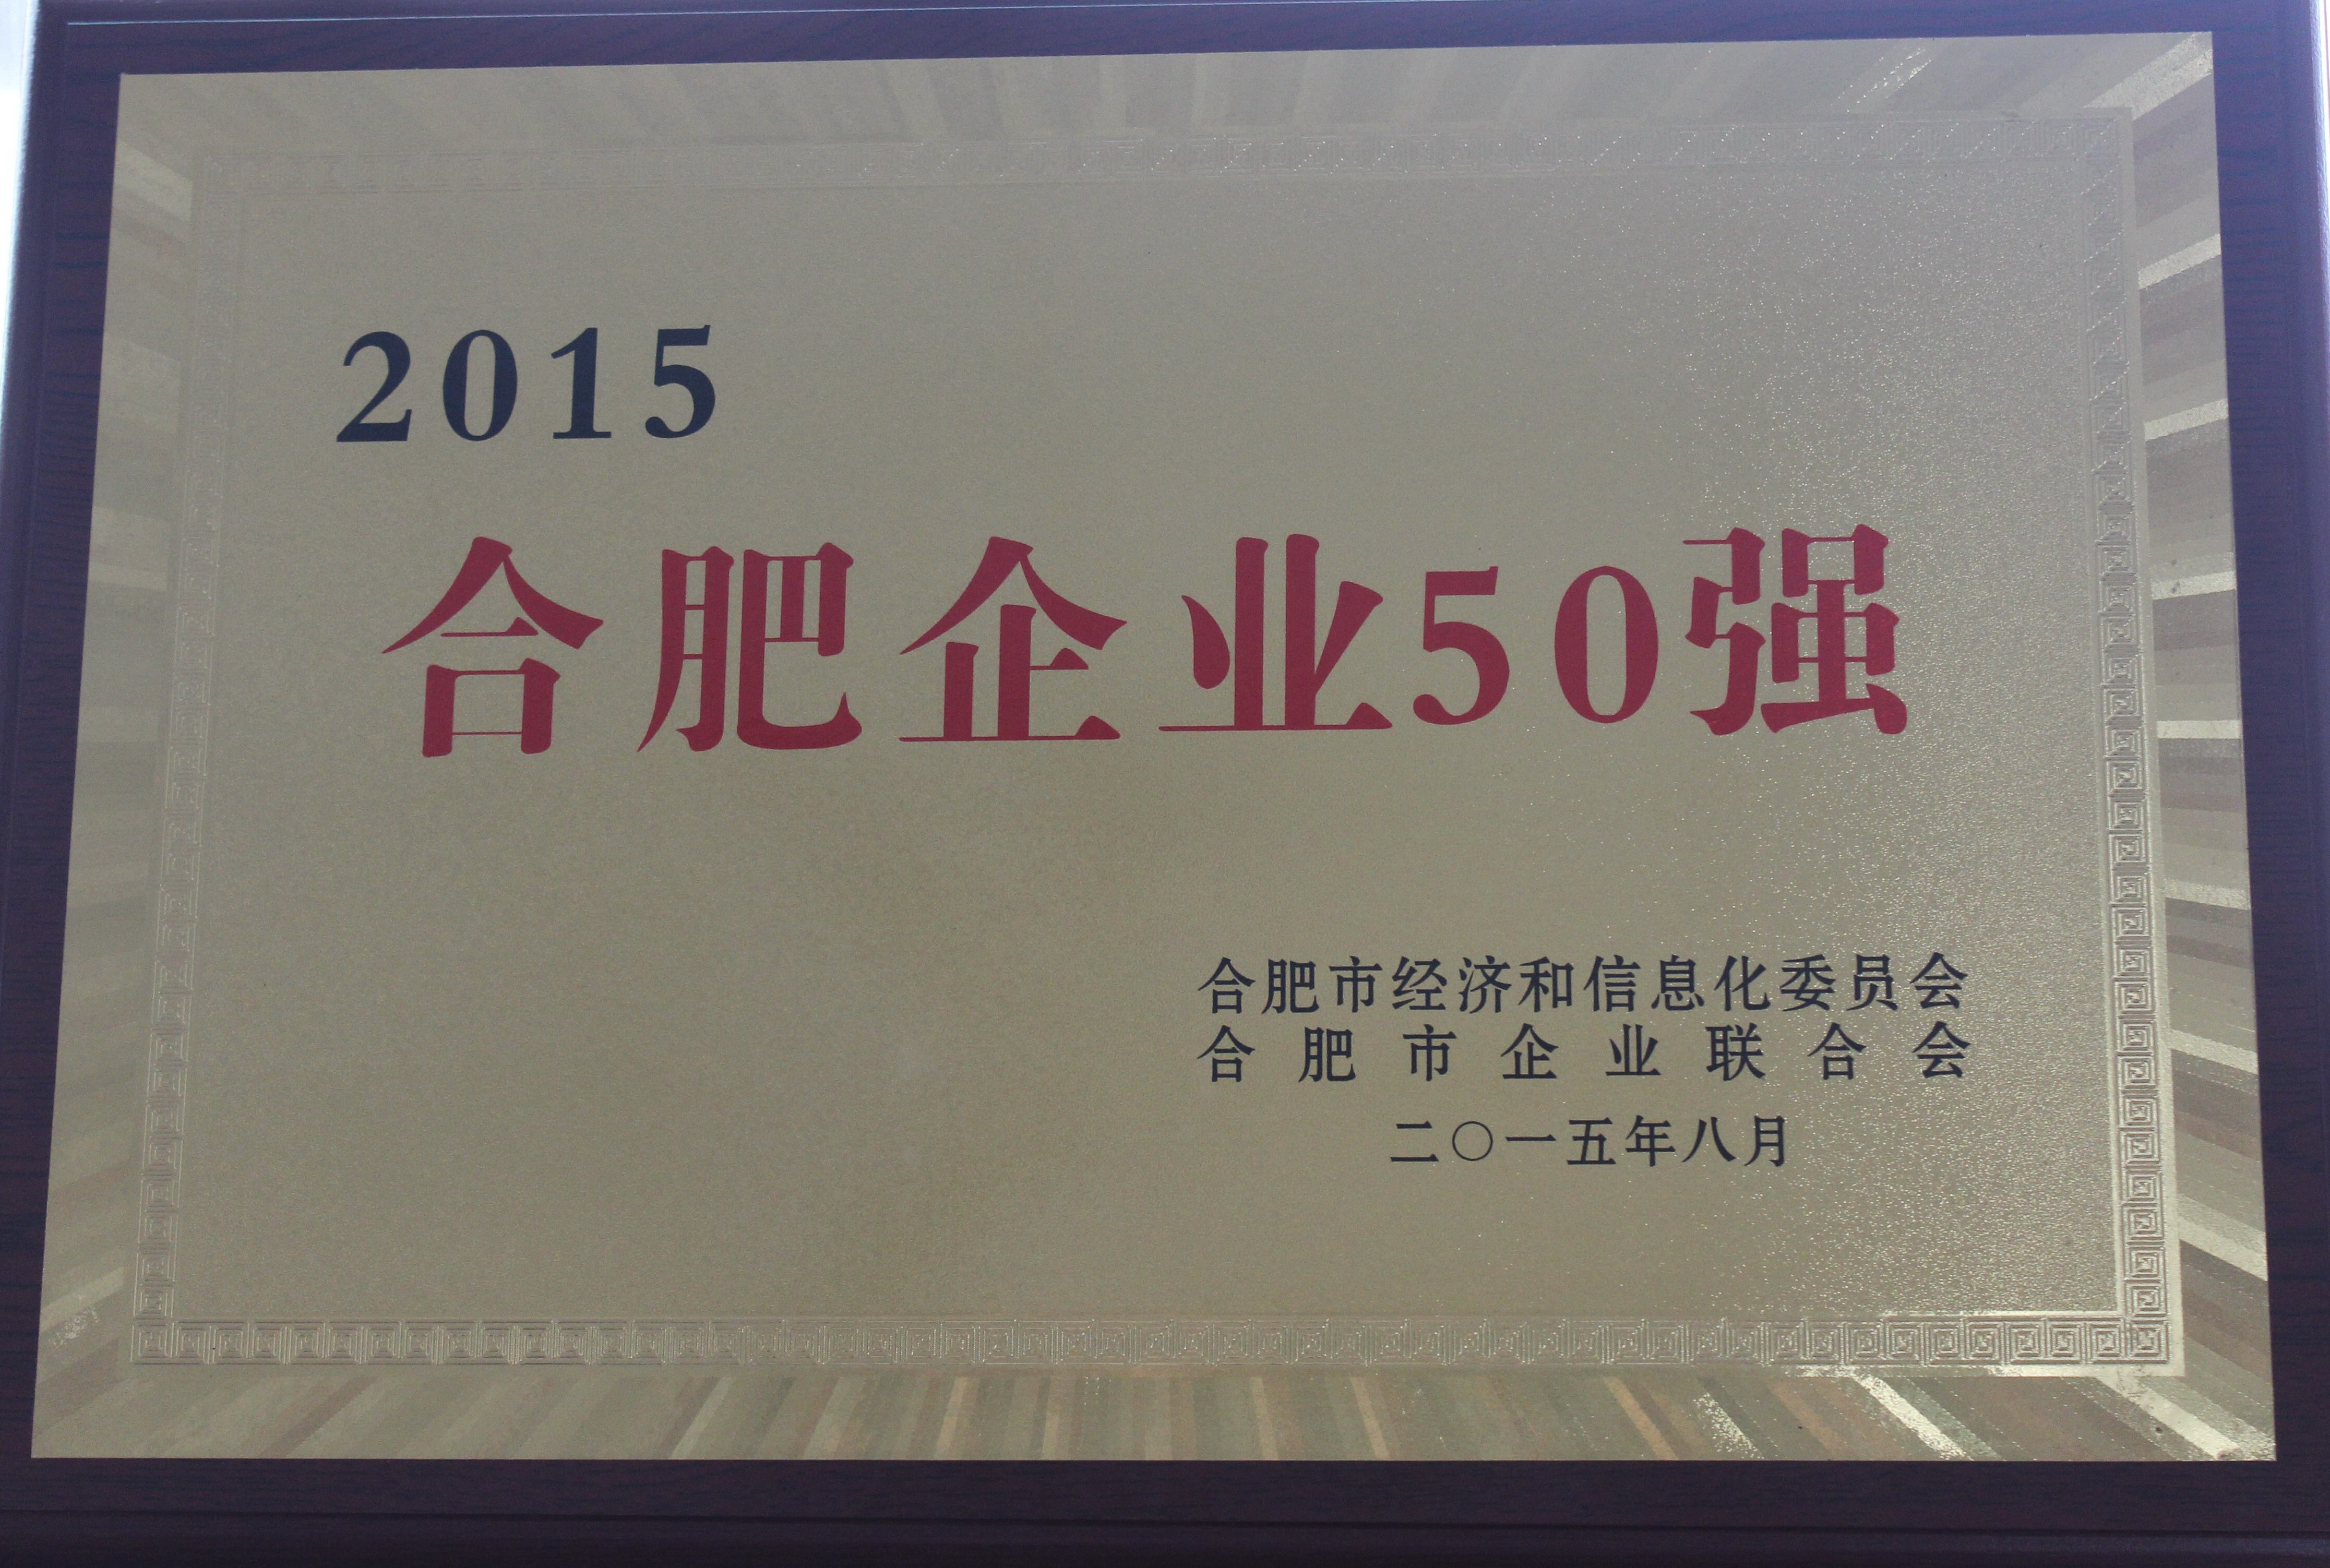 2015
合肥企业50强
合肥市经济和信息化委员会
合肥市企业联合会
二〇一五年八月